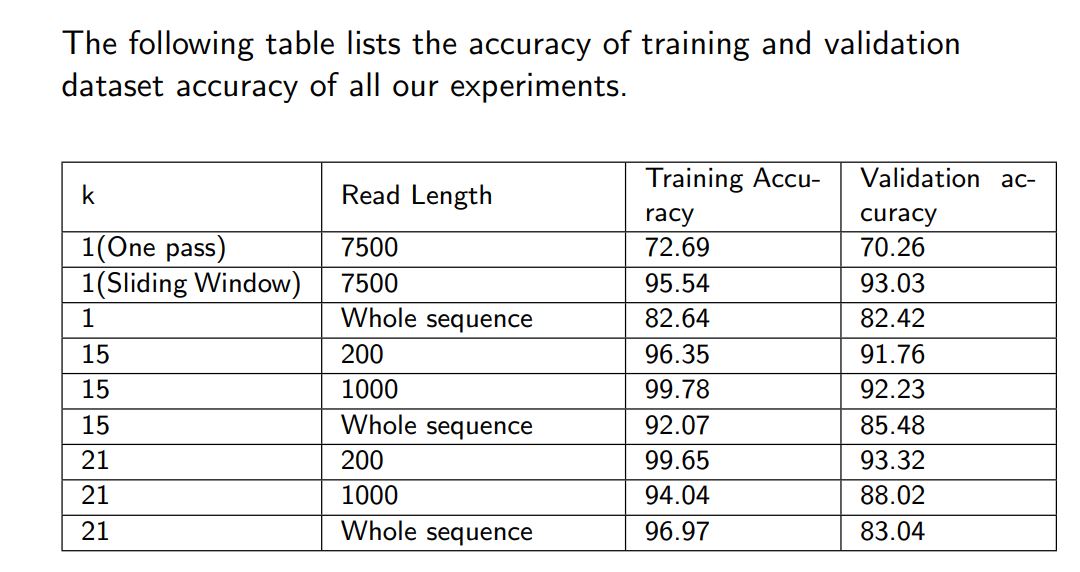 The following table lists the accuracy of training and validation
dataset accuracy of all our experiments.
k Read Length Training Accu-
racy Validation ac-
curacy
1(One pass) 7500 72.69 70.26
1(Sliding Window) 7500 95.54 93.03
1 Whole sequence 82.64 82.42
15 200 96.35 91.76
15 1000 99.78 92.23
15 Whole sequence 92.07 85.48
21 200 99.65 93.32
21 1000 94.04 88.02
21 Whole sequence 96.97 83.04